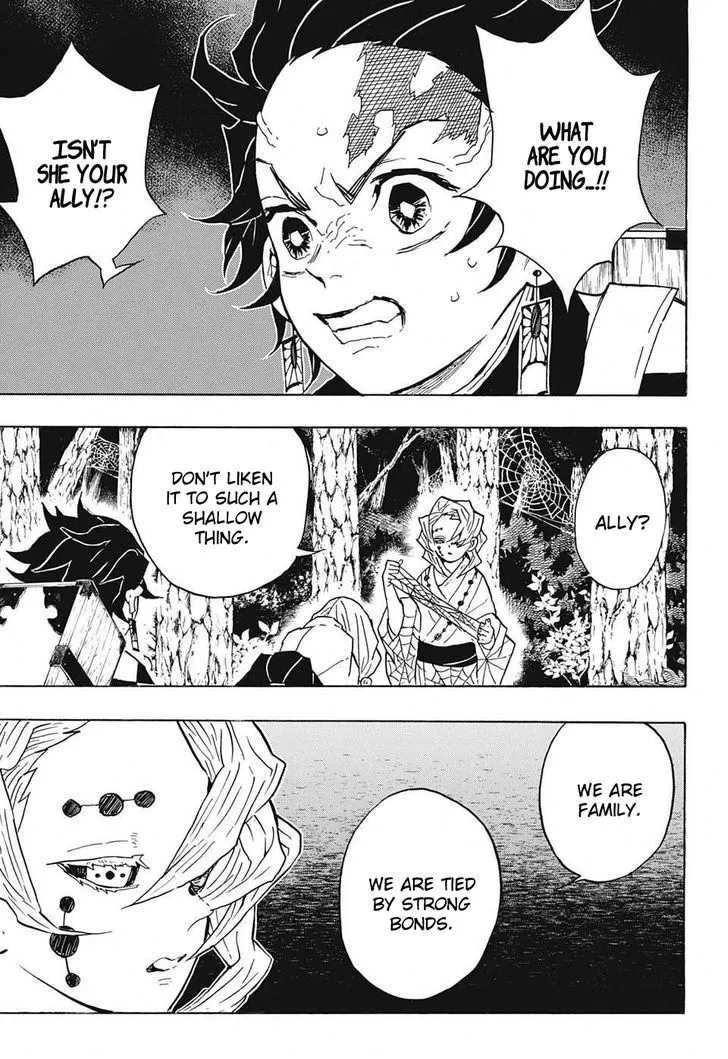 WHAT
ARE YOU
DOING...!!
ISN'T
SHE YOUR
ALLY!?
ALLY?
DON'T LIKEN
IT TO SUCH A
SHALLOW
THING.
WE ARE
FAMILY.
WE ARE TIED
BY STRONG
BONDS.